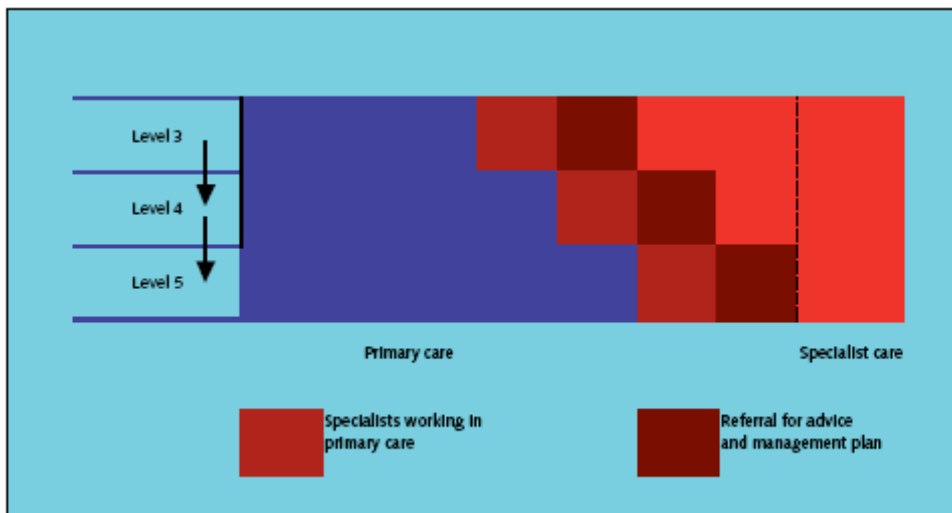 Level 3
Level 4
Level 5
Primary care
Specialist care
Specialists working in
primary care
Referral for advice
and management plan